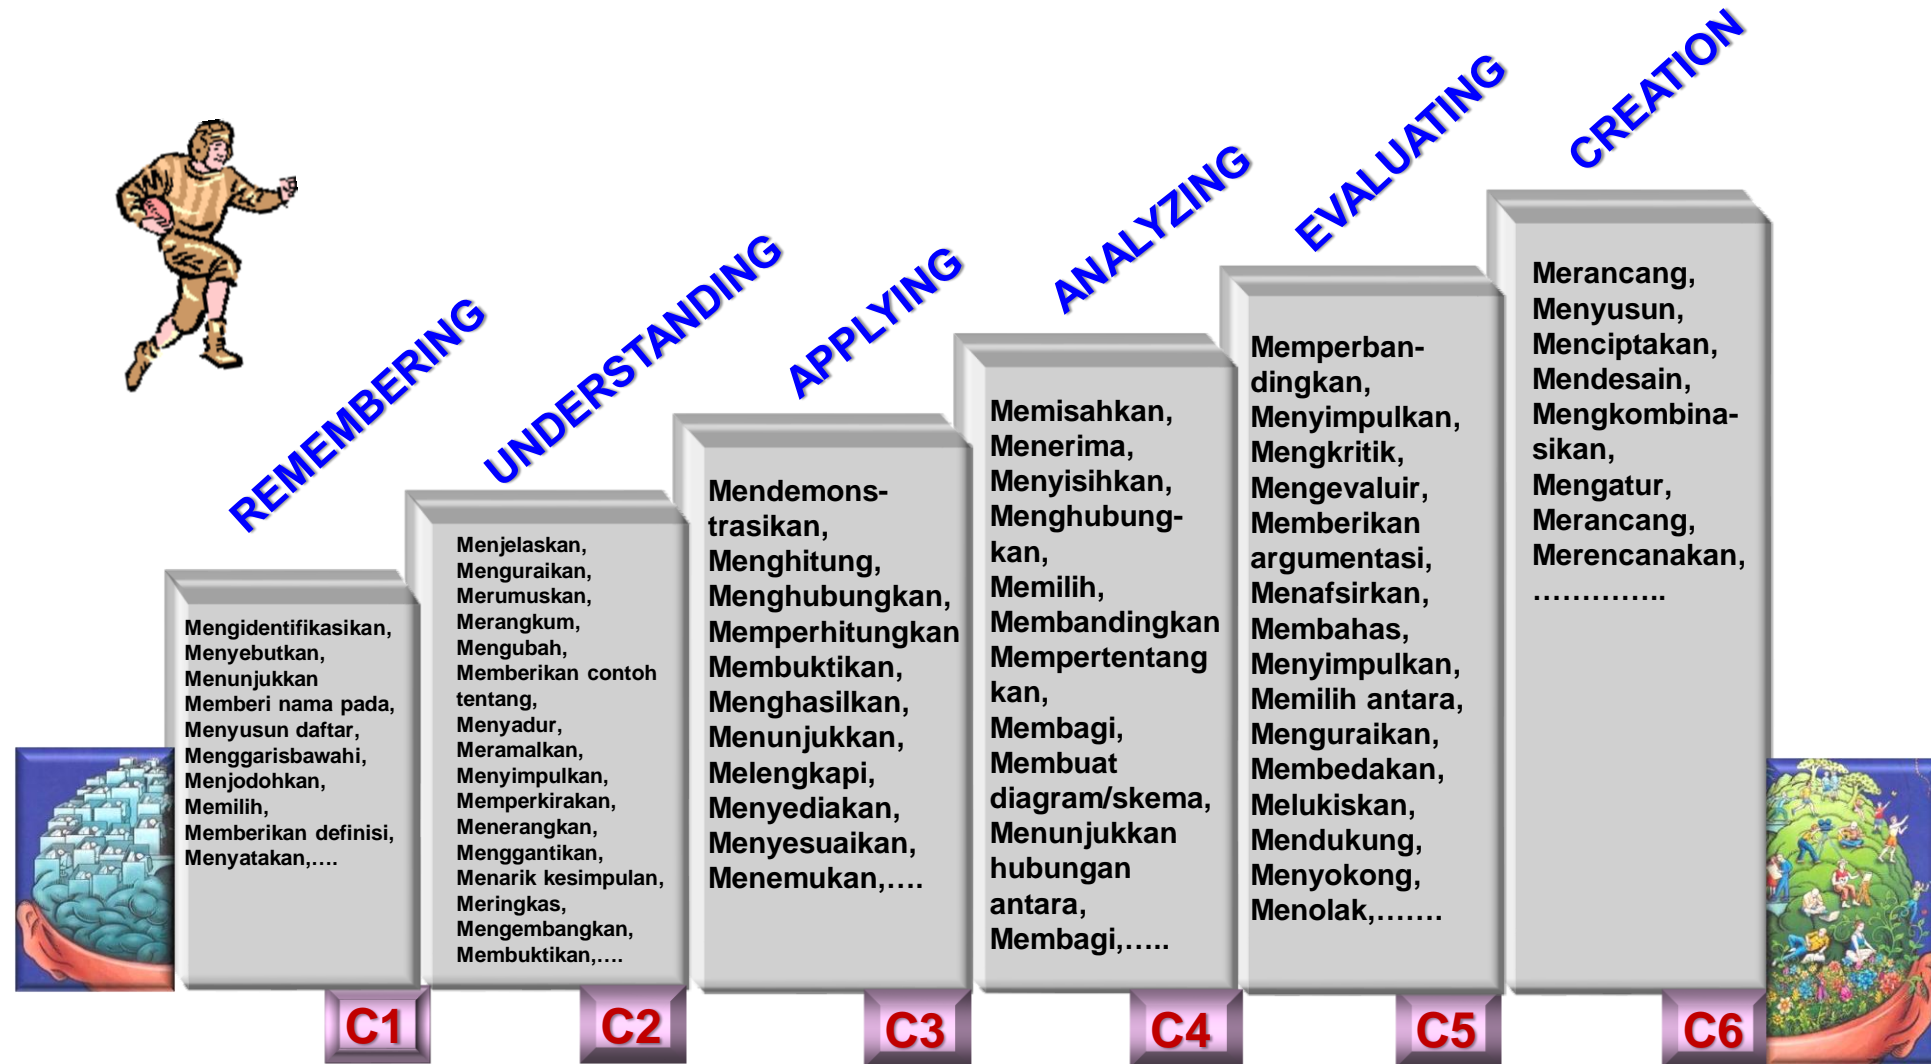 REMEMBERING
Mengidentifikasikan,
Menyebutkan,
Menunjukkan
Memberi nama pada,
Menyusun daftar,
Menggarisbawahi,
Menjodohkan,
Memilih,
Memberikan definisi,
Menyatakan,....
C1
UNDERSTANDING
Menjelaskan,
Menguraikan,
Merumuskan,
Merangkum,
Mengubah,
Memberikan contoh
tentang,
Menyadur,
Meramalkan,
Menyimpulkan,
Memperkirakan,
Menerangkan,
Menggantikan,
Menarik kesimpulan,
Meringkas,
Mengembangkan,
Membuktikan,....
C2
APPLYING
Mendemons-
trasikan,
Menghitung,
Menghubungkan,
Memperhitungkan
Membuktikan,
Menghasilkan,
Menunjukkan,
Melengkapi,
Menyediakan,
Menyesuaikan,
Menemukan,....
C3
ANALYZING
Memisahkan,
Menerima,
Menyisihkan,
Menghubung-
kan,
Memilih,
Membandingkan
Mempertentang
kan,
Membagi,
Membuat
diagram/skema,
Menunjukkan
hubungan
antara,
Membagi,.....
C4
EVALUATING
Memperban-
dingkan,
Menyimpulkan,
Mengkritik,
Mengevaluir,
Memberikan
argumentasi,
Menafsirkan,
Membahas,
Menyimpulkan,
Memilih antara,
Menguraikan,
Membedakan,
Melukiskan,
Mendukung,
Menyokong,
Menolak,.......
C5
CREATION
Merancang,
Menyusun,
Menciptakan,
Mendesain,
Mengkombina-
sikan,
Mengatur,
Merancang,
Merencanakan,
..............
C6